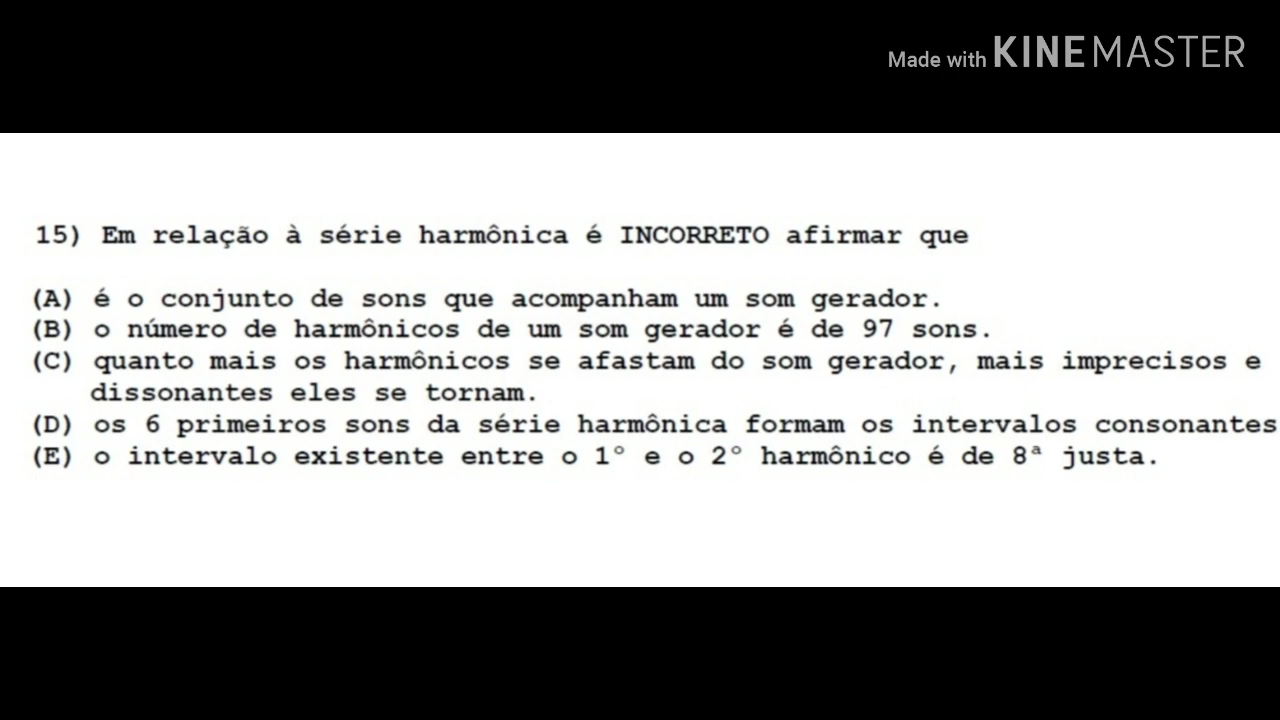 Made with KINEMASTER
15) Em relação à série harmônica é INCORRETO afirmar que
(A) é o conjunto de sons que acompanham um som gerador.
(B) o número de harmônicos de um som gerador é de 97 sons.
(C) quanto mais os harmônicos se afastam do som gerador, mais imprecisos e
dissonantes eles se tornam.
(D) os 6 primeiros sons da série harmônica formam os intervalos consonantes
(E) o intervalo existente entre o 1° e o 2° harmônico é de 8ª justa.